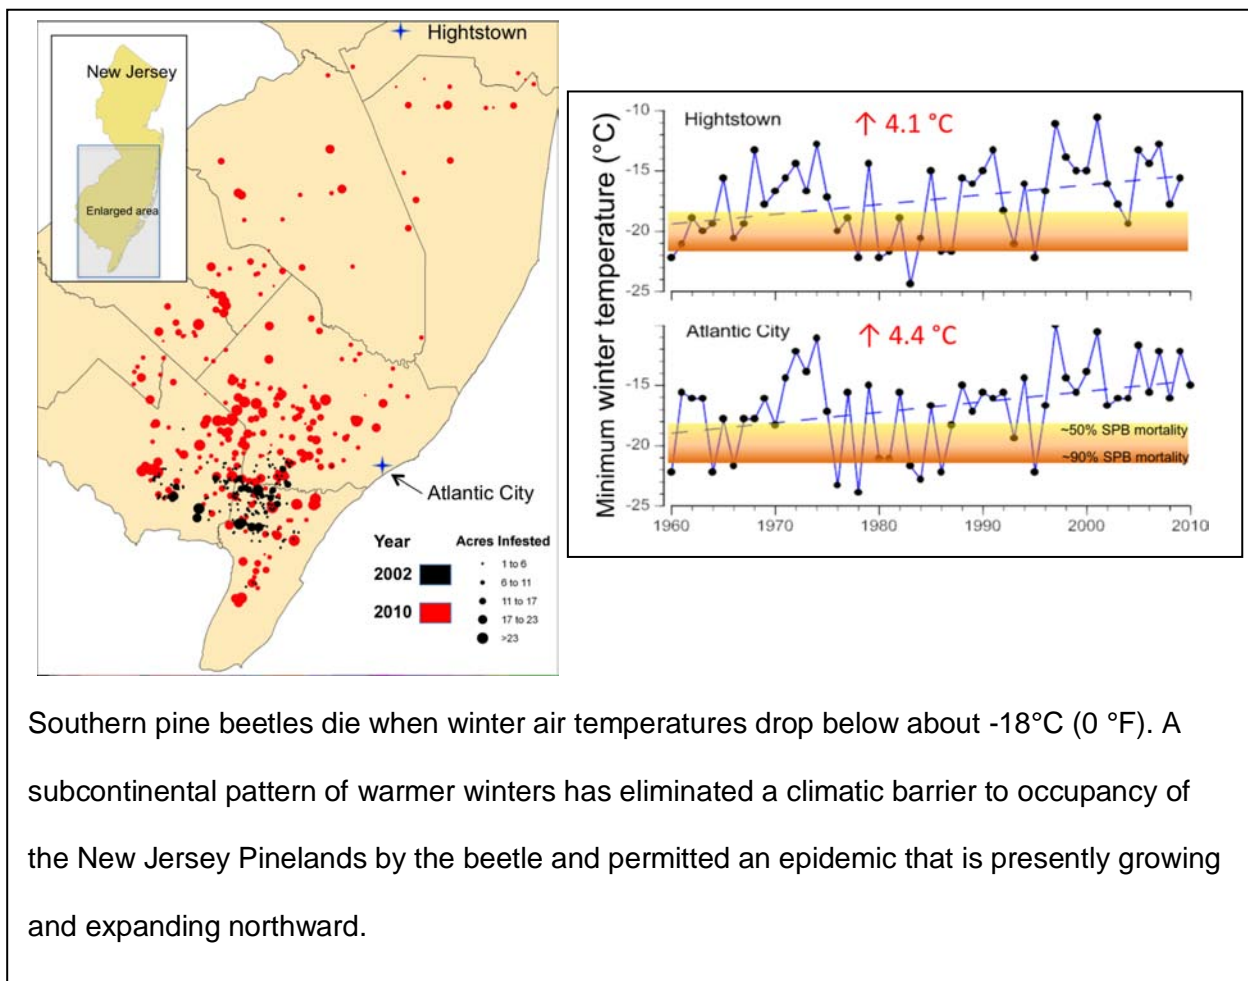 Hightstown
New Jersey
Enlarged area
Atlantic City
Year
2002
2010
Acres Infested
1 to 6
6 to 11
11 to 17
17 to 23
>23
Minimum winter temperature (°C)
Hightstown
↑ 4.1 °C
-10
-15
-20
-25
Atlantic City
↑ 4.4 °C
-15
-20
-25
~50% SPB mortality
~90% SPB mortality
1960 1970 1980 1990 2000 2010
Southern pine beetles die when winter air temperatures drop below about -18°C (0 °F). A
subcontinental pattern of warmer winters has eliminated a climatic barrier to occupancy of
the New Jersey Pinelands by the beetle and permitted an epidemic that is presently growing
and expanding northward.